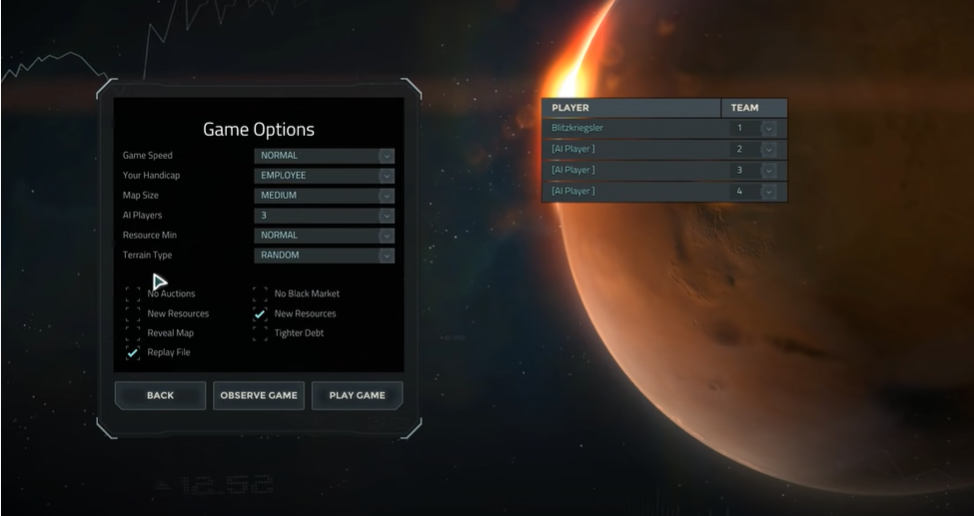 Game Options
Game Speed NORMAL
Your Handicap EMPLOYEE
Map Size MEDIUM
AI Players 3
Resource Min NORMAL
Terrain Type RANDOM
No Auctions No Black Market
New Resources New Resources
Reveal Map Tighter Debt
Replay File
BACK OBSERVE GAME PLAY GAME
PLAYER TEAM
Blitzkriegsler 1
[AI Player ] 2
[AI Player ] 3
[AI Player ] 4
12.52